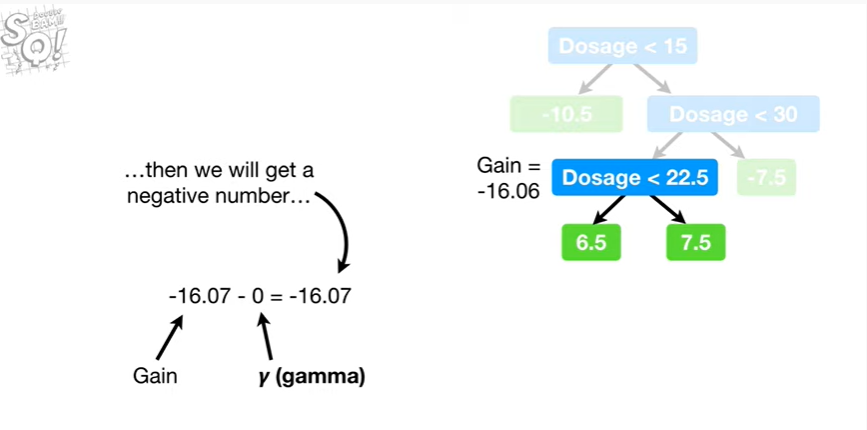 Dosage < 15
-10.5
Dosage < 30
…then we will get a
negative number…
Gain =
-16.06
Dosage < 22.5
-7.5
6.5
7.5
-16.07 - 0 = -16.07
Gain
γ (gamma)